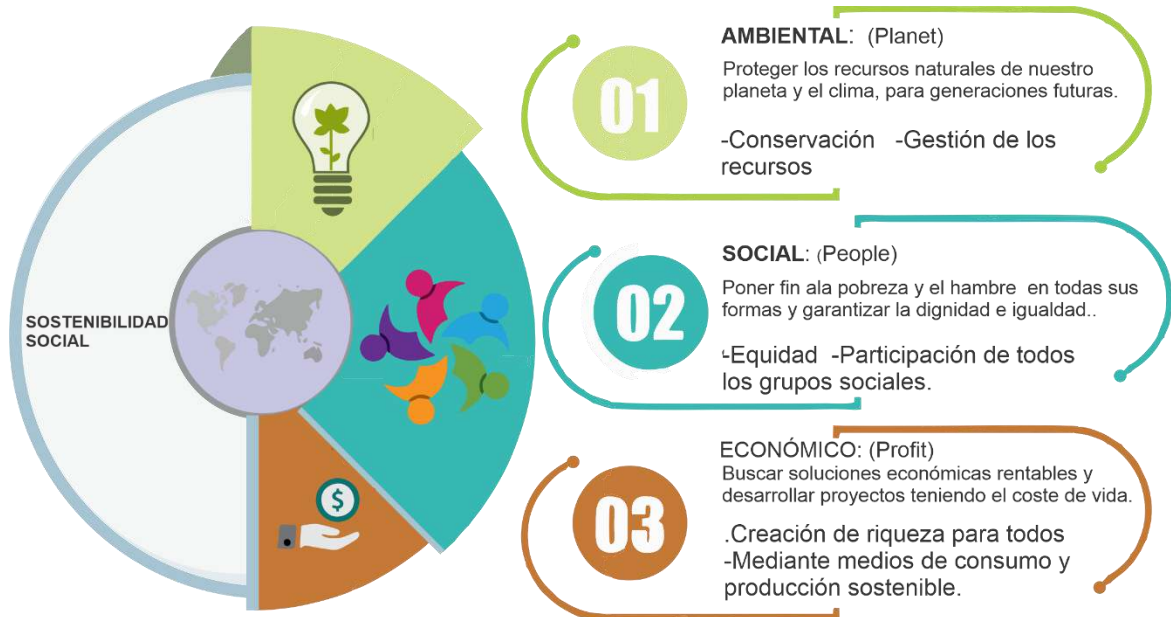 SOSTENIBILIDAD
SOCIAL
$
01
AMBIENTAL: (Planet)
Proteger los recursos naturales de nuestro
planeta y el clima, para generaciones futuras.
-Conservación -Gestión de los
recursos
02
SOCIAL: (People)
Poner fin ala pobreza y el hambre en todas sus
formas y garantizar la dignidad e igualdad..
-Equidad -Participación de todos
los grupos sociales.
03
ECONÓMICO: (Profit)
Buscar soluciones económicas rentables y
desarrollar proyectos teniendo el coste de vida.
.Creación de riqueza para todos
-Mediante medios de consumo y
producción sostenible.